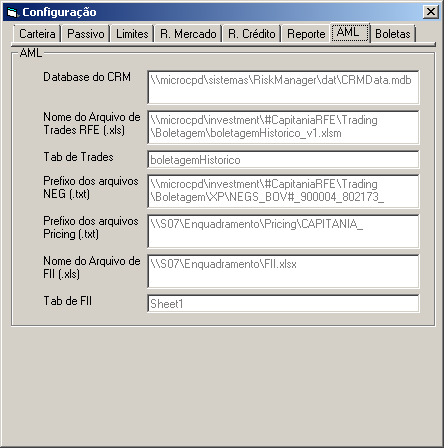 Configuração
Carteira Passivo Limites R. Mercado R. Crédito Reporte AML Boletas
AML
Database do CRM
\\microcpd\sistemas\RiskManager\dat\CRMData.mdb
Nome do Arquivo de
Trades RFE (.xls)
\\microcpd\investment\#CapitaniaRFE\Trading
\Boletagem\boletagemHistorico_v1.xlsm
Tab de Trades
boletagemHistorico
Prefixo dos arquivos
NEG (.txt)
\\microcpd\investment\#CapitaniaRFE\Trading
\Boletagem\XP\NEGS_BOV#_900004_802173_
Prefixo dos arquivos
Pricing (.txt)
\\S07\Enquadramento\Pricing\CAPITANIA_
Nome do Arquivo de
FII (.xls)
\\S07\Enquadramento\FII.xlsx
Tab de FII
Sheet1